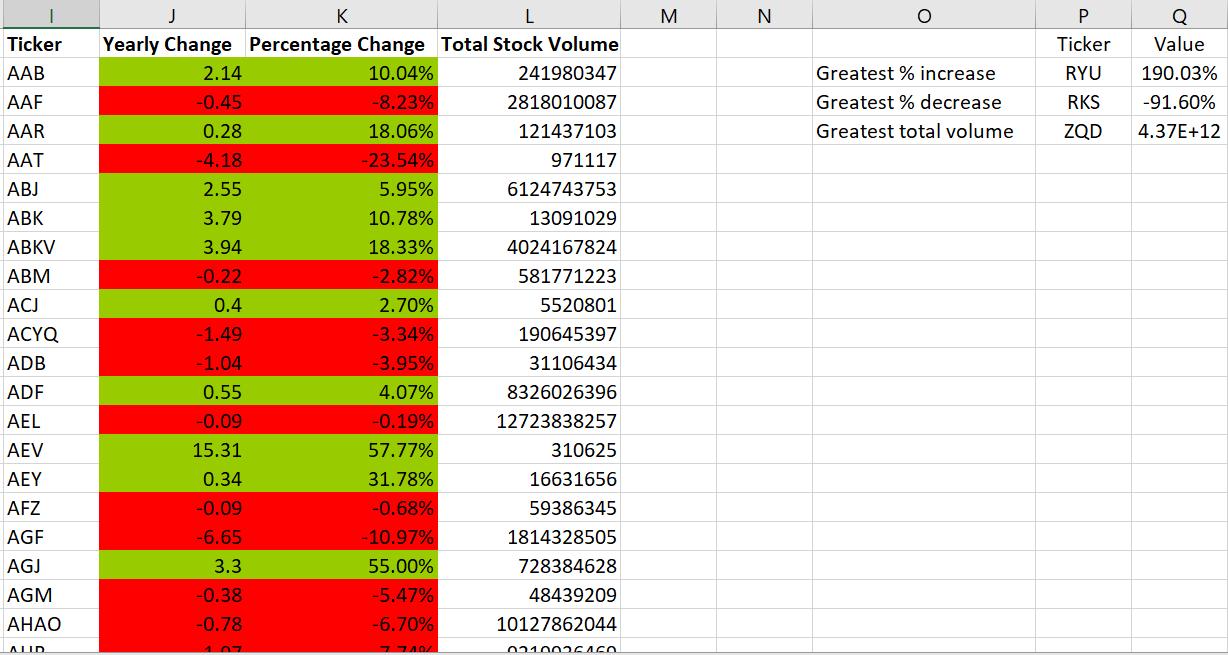 I J K L M N O P Q
Ticker Yearly Change Percentage Change Total Stock Volume Ticker Value
AAB 2.14 10.04% 241980347 Greatest % increase RYU 190.03%
AAF -0.45 -8.23% 2818010087 Greatest % decrease RKS -91.60%
AAR 0.28 18.06% 121437103 Greatest total volume ZQD 4.37E+12
AAT -4.18 -23.54% 971117
ABJ 2.55 5.95% 6124743753
ABK 3.79 10.78% 13091029
ABKV 3.94 18.33% 4024167824
ABM -0.22 -2.82% 581771223
ACJ 0.4 2.70% 5520801
ACYQ -1.49 -3.34% 190645397
ADB -1.04 -3.95% 31106434
ADF 0.55 4.07% 8326026396
AEL -0.09 -0.19% 12723838257
AEV 15.31 57.77% 310625
AEY 0.34 31.78% 16631656
AFZ -0.09 -0.68% 59386345
AGF -6.65 -10.97% 1814328505
AGJ 3.3 55.00% 728384628
AGM -0.38 -5.47% 48439209
AHAO -0.78 -6.70% 10127862044